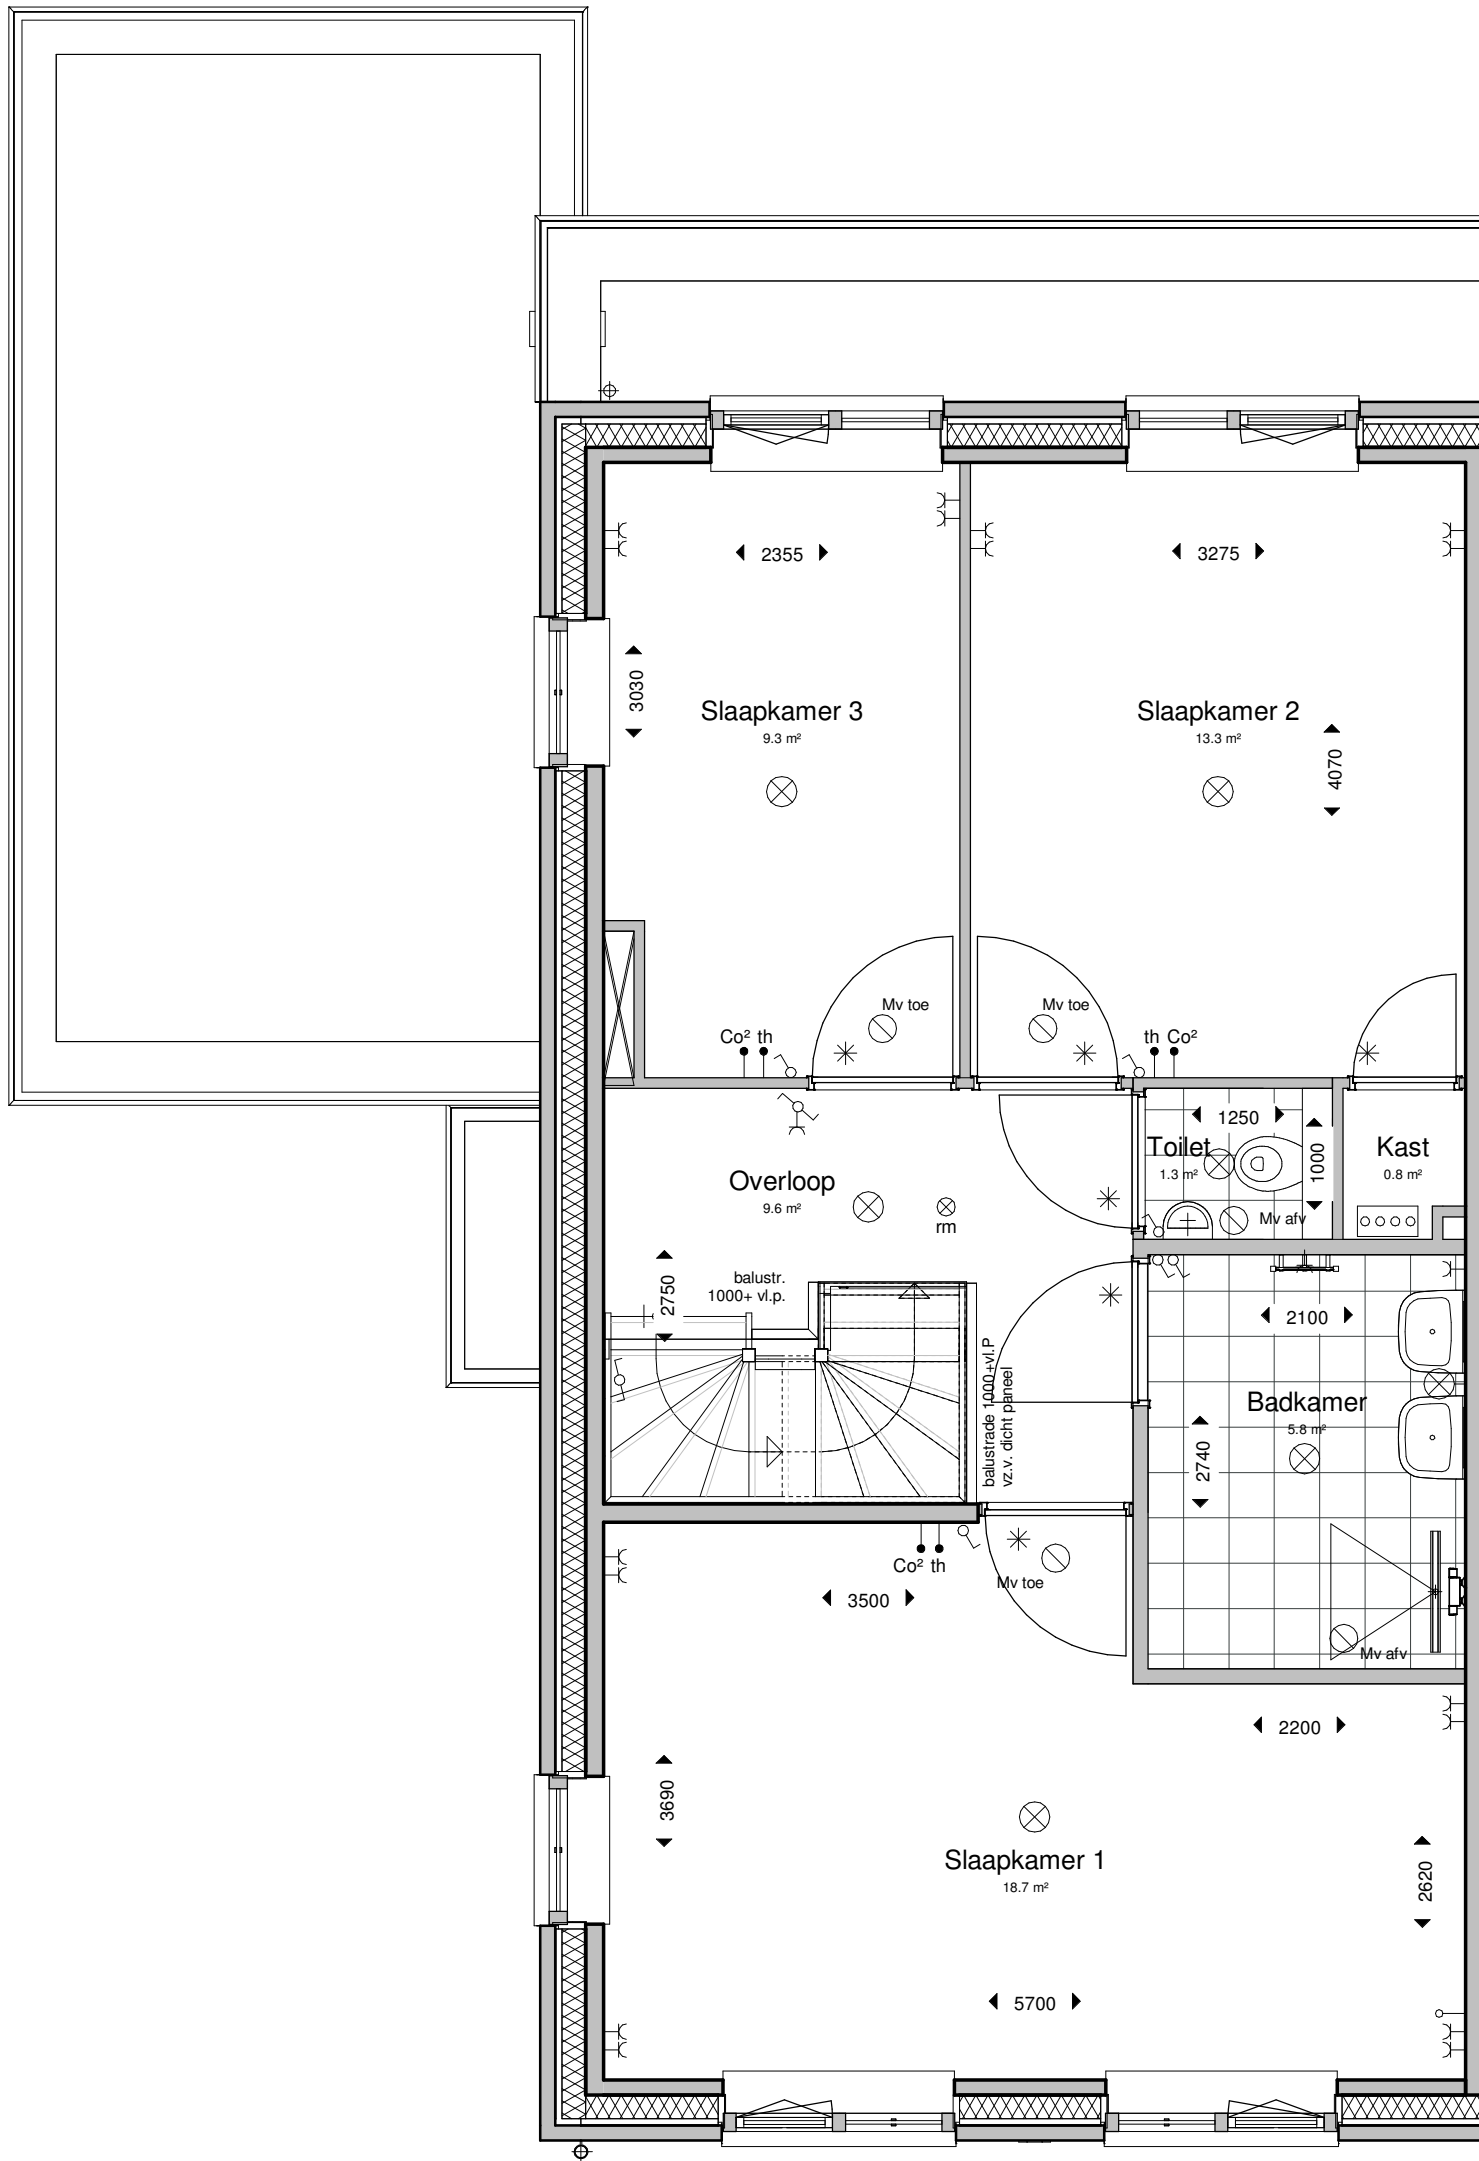 2355
3275
3030
Slaapkamer 3
9.3 m²
Slaapkamer 2
13.3 m²
4070
Mv toe
Mv toe
Co² th
th Co²
1250
Toilet
1.3 m²
1000
Kast
0.8 m²
Mv afv
Overloop
9.6 m²
rm
2750
balustr.
1000+ vl.p.
2100
balustrade 1000+vl.P
vz.v. dicht paneel
Badkamer
5.8 m²
2740
Co² th
Mv toe
3500
Mv afv
2200
3690
Slaapkamer 1
18.7 m²
2620
5700